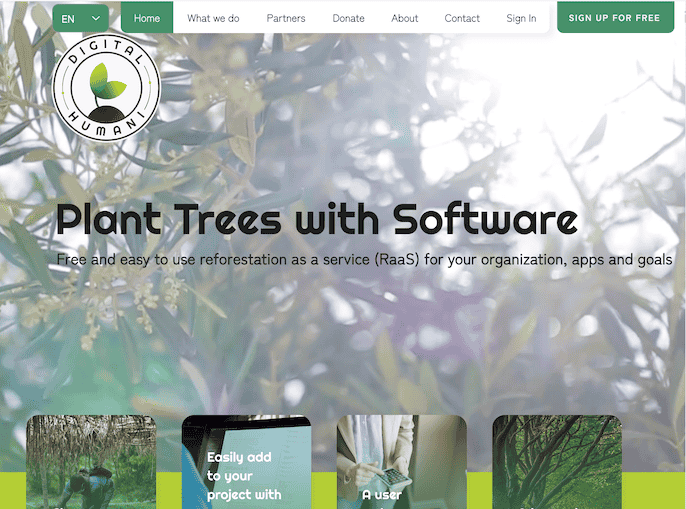 EN
Home
What we do
Partners
Donate
About
Contact
Sign In
SIGN UP FOR FREE
DIGITAL
HUMANI
Plant Trees with Software
Free and easy to use reforestation as a service (RaaS) for your organization, apps and goals
Easily add
to your
project with
A user